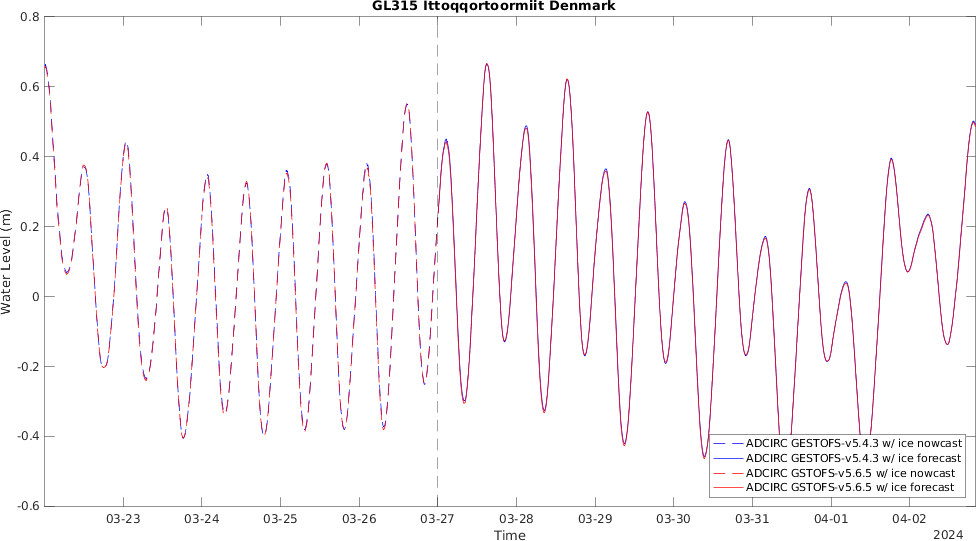 GL315 Ittoqqortoormiit Denmark
0.8
0.6
0.4
0.2
0
-0.2
-0.4
-0.6
Water Level (m)
ADCIRC GESTOFS-v5.4.3 w/ ice nowcast
ADCIRC GESTOFS-v5.4.3 w/ ice forecast
ADCIRC GSTOFS-v5.6.5 w/ ice nowcast
ADCIRC GSTOFS-v5.6.5 w/ ice forecast
03-23 03-24 03-25 03-26 03-27 03-28 03-29 03-30 03-31 04-01 04-02
Time
2024